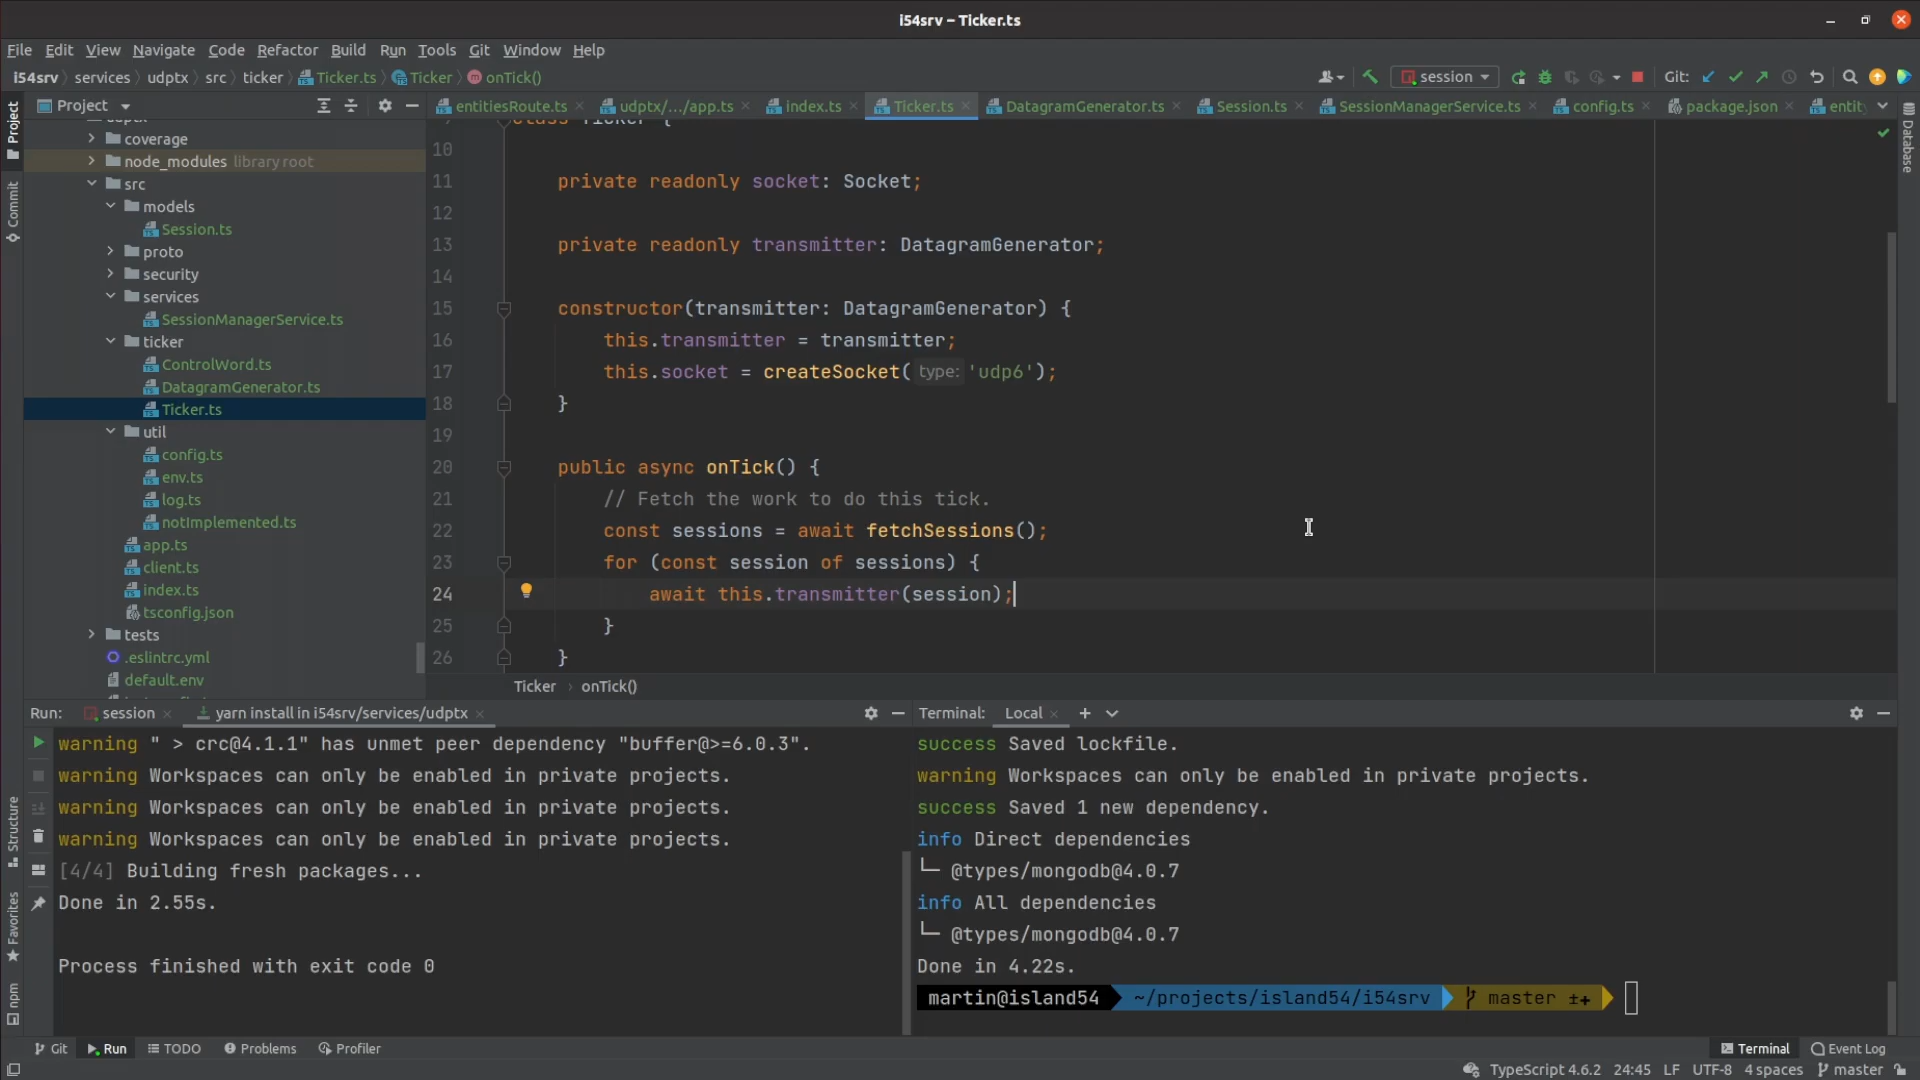 i54srv – Ticker.ts
File Edit View Navigate Code Refactor Build Run Tools Git Window Help
i54srv services udptx src ticker Ticker.ts Ticker onTick() session Git:
Project
entitiesRoute.ts udptx/.../app.ts index.ts Ticker.ts DatagramGenerator.ts Session.ts SessionManagerService.ts config.ts package.json entity
coverage
node_modules library root
src
models
Session.ts
proto
security
services
SessionManagerService.ts
ticker
ControlWord.ts
DatagramGenerator.ts
Ticker.ts
util
config.ts
env.ts
log.ts
notImplemented.ts
app.ts
client.ts
index.ts
tsconfig.json
tests
.eslintrc.yml
default.env
class Ticker {
10
11 private readonly socket: Socket;
12
13 private readonly transmitter: DatagramGenerator;
14
15 constructor(transmitter: DatagramGenerator) {
16 this.transmitter = transmitter;
17 this.socket = createSocket( type: 'udp6');
18 }
19
20 public async onTick() {
21 // Fetch the work to do this tick.
22 const sessions = await fetchSessions();
23 for (const session of sessions) {
24 await this.transmitter(session);
25 }
26 }
Ticker onTick()
Run: session yarn install in i54srv/services/udptx
warning " > crc@4.1.1" has unmet peer dependency "buffer@>=6.0.3".
warning Workspaces can only be enabled in private projects.
warning Workspaces can only be enabled in private projects.
warning Workspaces can only be enabled in private projects.
[4/4] Building fresh packages...
Done in 2.55s.
Process finished with exit code 0
Terminal: Local
success Saved lockfile.
warning Workspaces can only be enabled in private projects.
success Saved 1 new dependency.
info Direct dependencies
└─ @types/mongodb@4.0.7
info All dependencies
└─ @types/mongodb@4.0.7
Done in 4.22s.
martin@island54 ~/projects/island54/i54srv master ±+
Project
Commit
Structure
Favorites
npm
Database
Git Run TODO Problems Profiler Terminal Event Log
TypeScript 4.6.2 24:45 LF UTF-8 4 spaces master